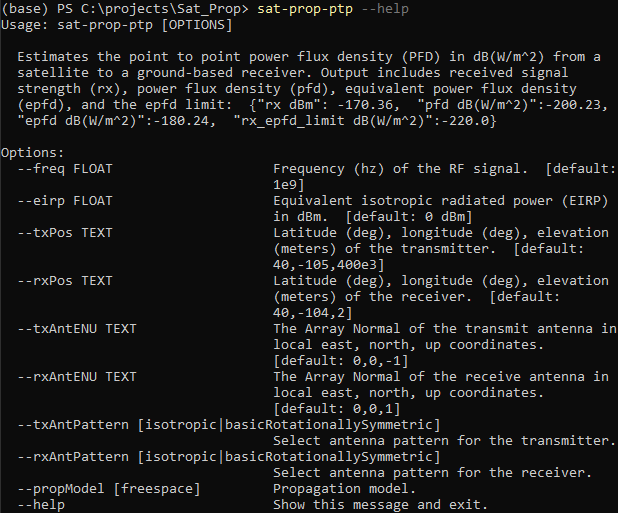 (base) PS C:\projects\Sat_Prop> sat-prop-ptp --help
Usage: sat-prop-ptp [OPTIONS]
Estimates the point to point power flux density (PFD) in dB(W/m^2) from a
satellite to a ground-based receiver. Output includes received signal
strength (rx), power flux density (pfd), equivalent power flux density
(epfd), and the epfd limit:  {"rx dBm": -170.36,  "pfd dB(W/m^2)":-200.23,
"epfd dB(W/m^2)":-180.24,  "rx_epfd_limit dB(W/m^2)":-220.0}
Options:
--freq FLOAT Frequency (hz) of the RF signal.  [default:
1e9]
--eirp FLOAT Equivalent isotropic radiated power (EIRP)
in dBm.  [default: 0 dBm]
--txPos TEXT Latitude (deg), longitude (deg), elevation
(meters) of the transmitter.  [default:
40,-105,400e3]
--rxPos TEXT Latitude (deg), longitude (deg), elevation
(meters) of the receiver.  [default:
40,-104,2]
--txAntENU TEXT The Array Normal of the transmit antenna in
local east, north, up coordinates.
[default: 0,0,-1]
--rxAntENU TEXT The Array Normal of the receive antenna in
local east, north, up coordinates.
[default: 0,0,1]
--txAntPattern [isotropic|basicRotationallySymmetric]
Select antenna pattern for the transmitter.
--rxAntPattern [isotropic|basicRotationallySymmetric]
Select antenna pattern for the receiver.
--propModel [freespace] Propagation model.
--help Show this message and exit.